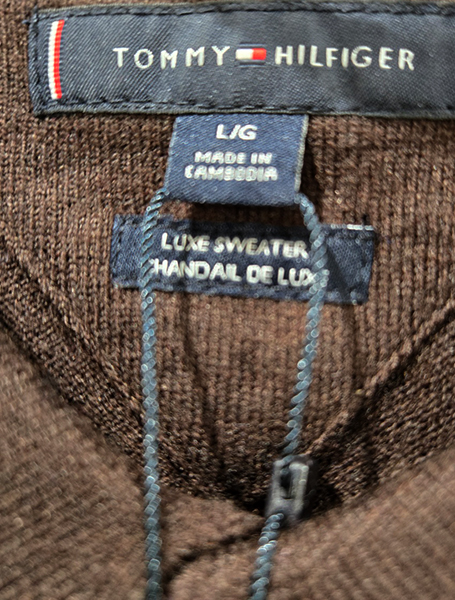 TOMMY HILFIGER
L/G
MADE IN
CAMBODIA
LUXE SWEATER
CHANDAIL DE LUXE